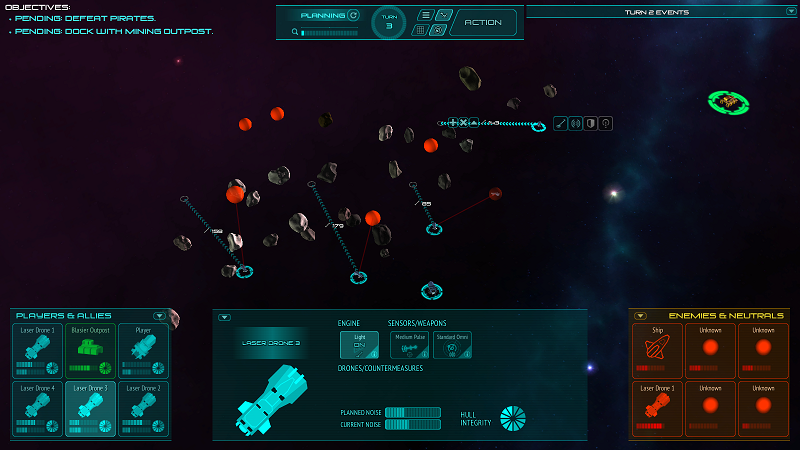 OBJECTIVES:
• PENDING: DEFEAT PIRATES.
• PENDING: DOCK WITH MINING OUTPOST.
PLANNING
TURN
3
ACTION
TURN 2 EVENTS
85
179
PLAYERS & ALLIES
Laser Drone 1
Blasier Outpost
Player
Laser Drone 4
Laser Drone 3
Laser Drone 2
LASER DRONE 3
ENGINE
Light
ON
SENSORS/WEAPONS
Medium Pulse
Standard Omni
DRONES/COUNTERMEASURES
PLANNED NOISE
CURRENT NOISE
HULL
INTEGRITY
ENEMIES & NEUTRALS
Ship
Unknown
Unknown
Laser Drone 1
Unknown
Unknown